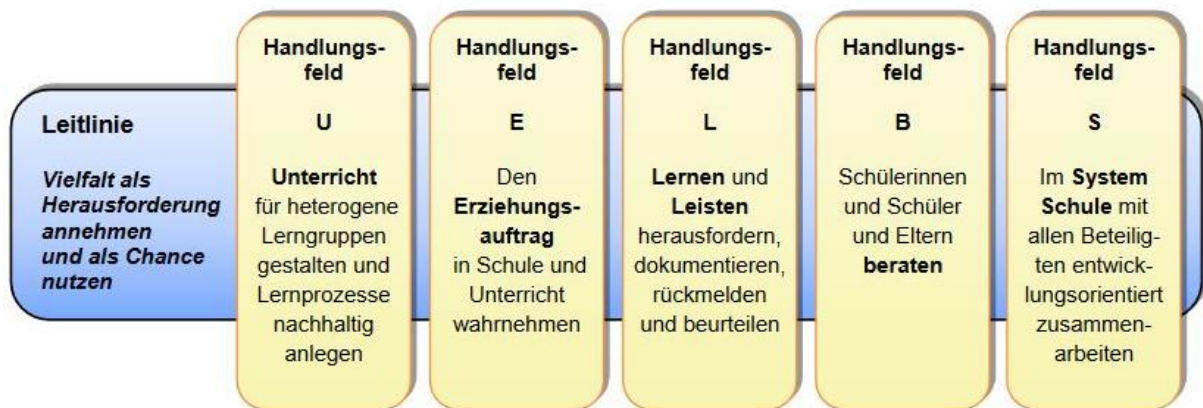 Leitlinie
Vielfalt als
Herausforderung
annehmen
und als Chance
nutzen
Handlungs-
feld
U
Unterricht
für heterogene
Lerngruppen
gestalten und
Lernprozesse
nachhaltig
anlegen
Handlungs-
feld
E
Den
Erziehungs-
auftrag
in Schule und
Unterricht
wahrnehmen
Handlungs-
feld
L
Lernen und
Leisten
herausfordern,
dokumentieren,
rückmelden
und beurteilen
Handlungs-
feld
B
Schülerinnen
und Schüler
und Eltern
beraten
Handlungs-
feld
S
Im System
Schule mit
allen Beteilig-
ten entwick-
lungsorientiert
zusammen-
arbeiten